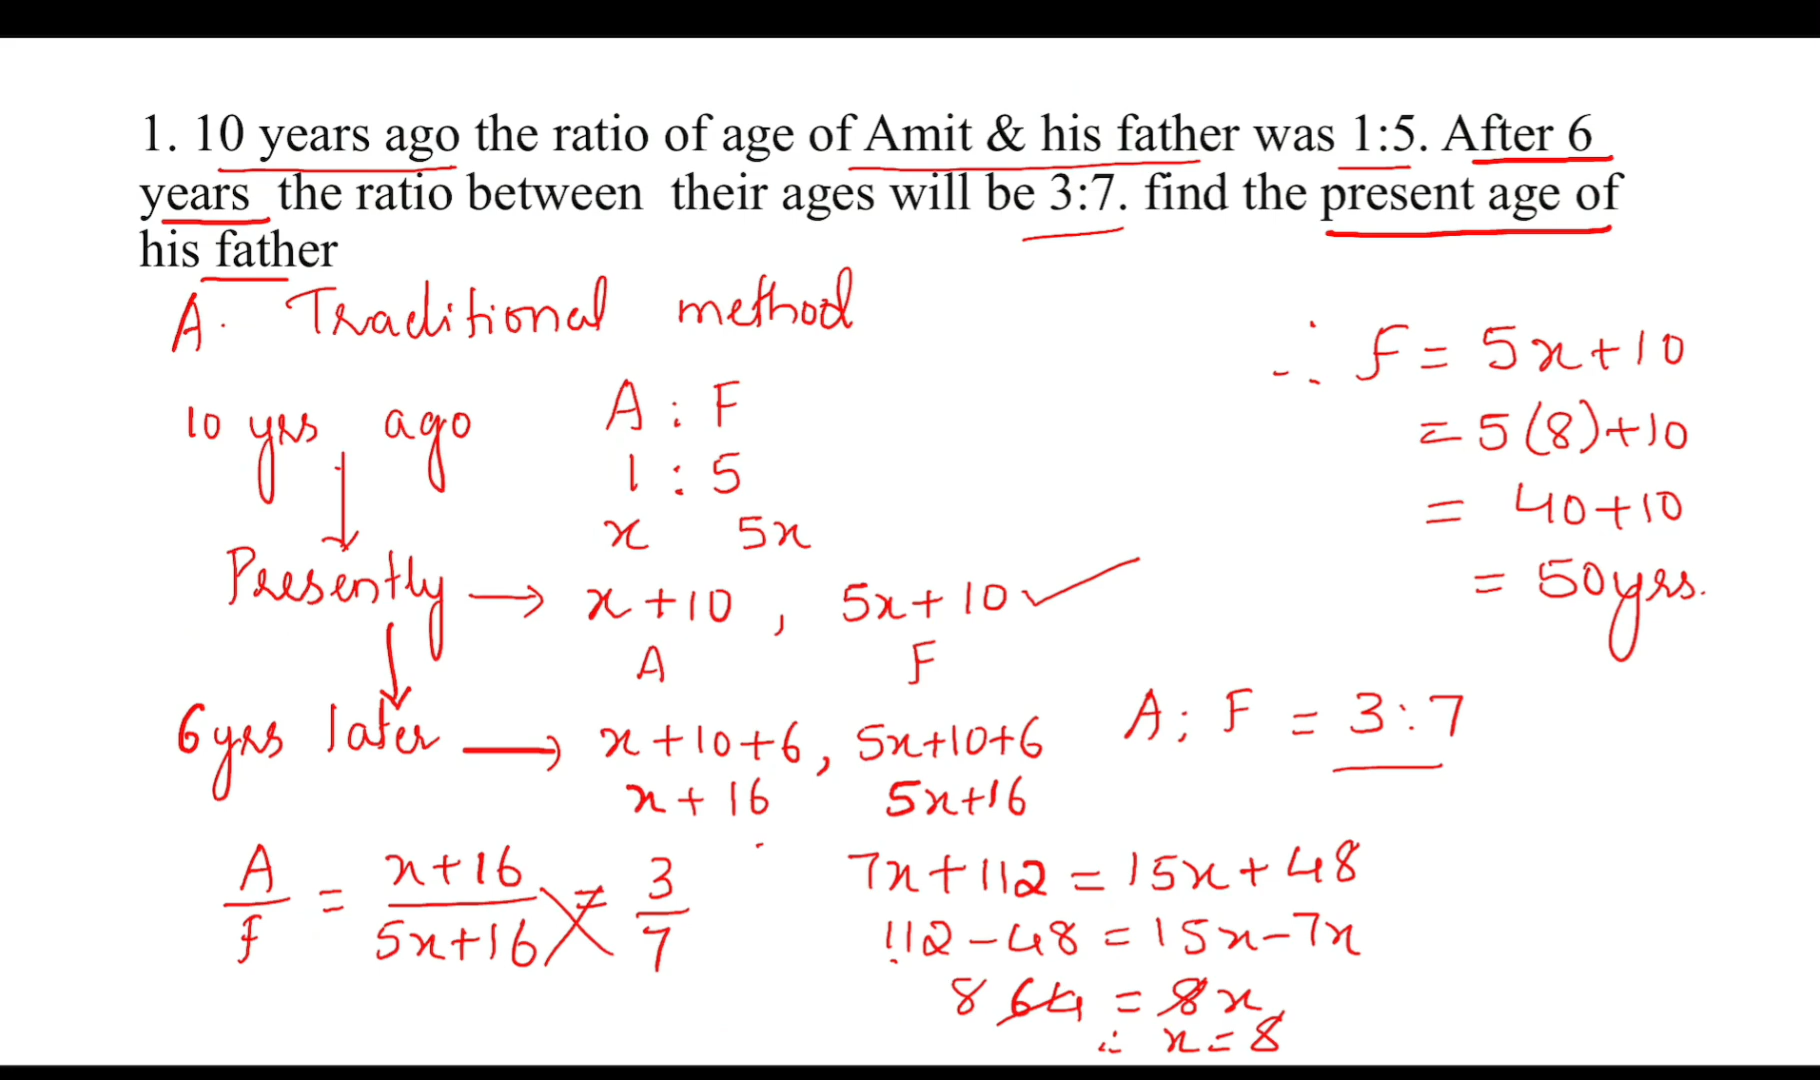 1. 10 years ago the ratio of age of Amit & his father was 1:5. After 6
years the ratio between their ages will be 3:7. find the present age of
his father
A. Traditional method
10 yrs ago A : F
1 : 5
x 5x
Presently → x+10 , 5x+10 ✓
A F
6yrs later → x+10+6, 5x+10+6
x+16 5x+16
A : F = 3:7
A/F = x+16/5x+16 = 3/7
7x+112 = 15x+48
112-48 = 15x-7x
8 64 = 8x
∴ x=8
∴ F = 5x+10
= 5(8)+10
= 40+10
= 50yrs.